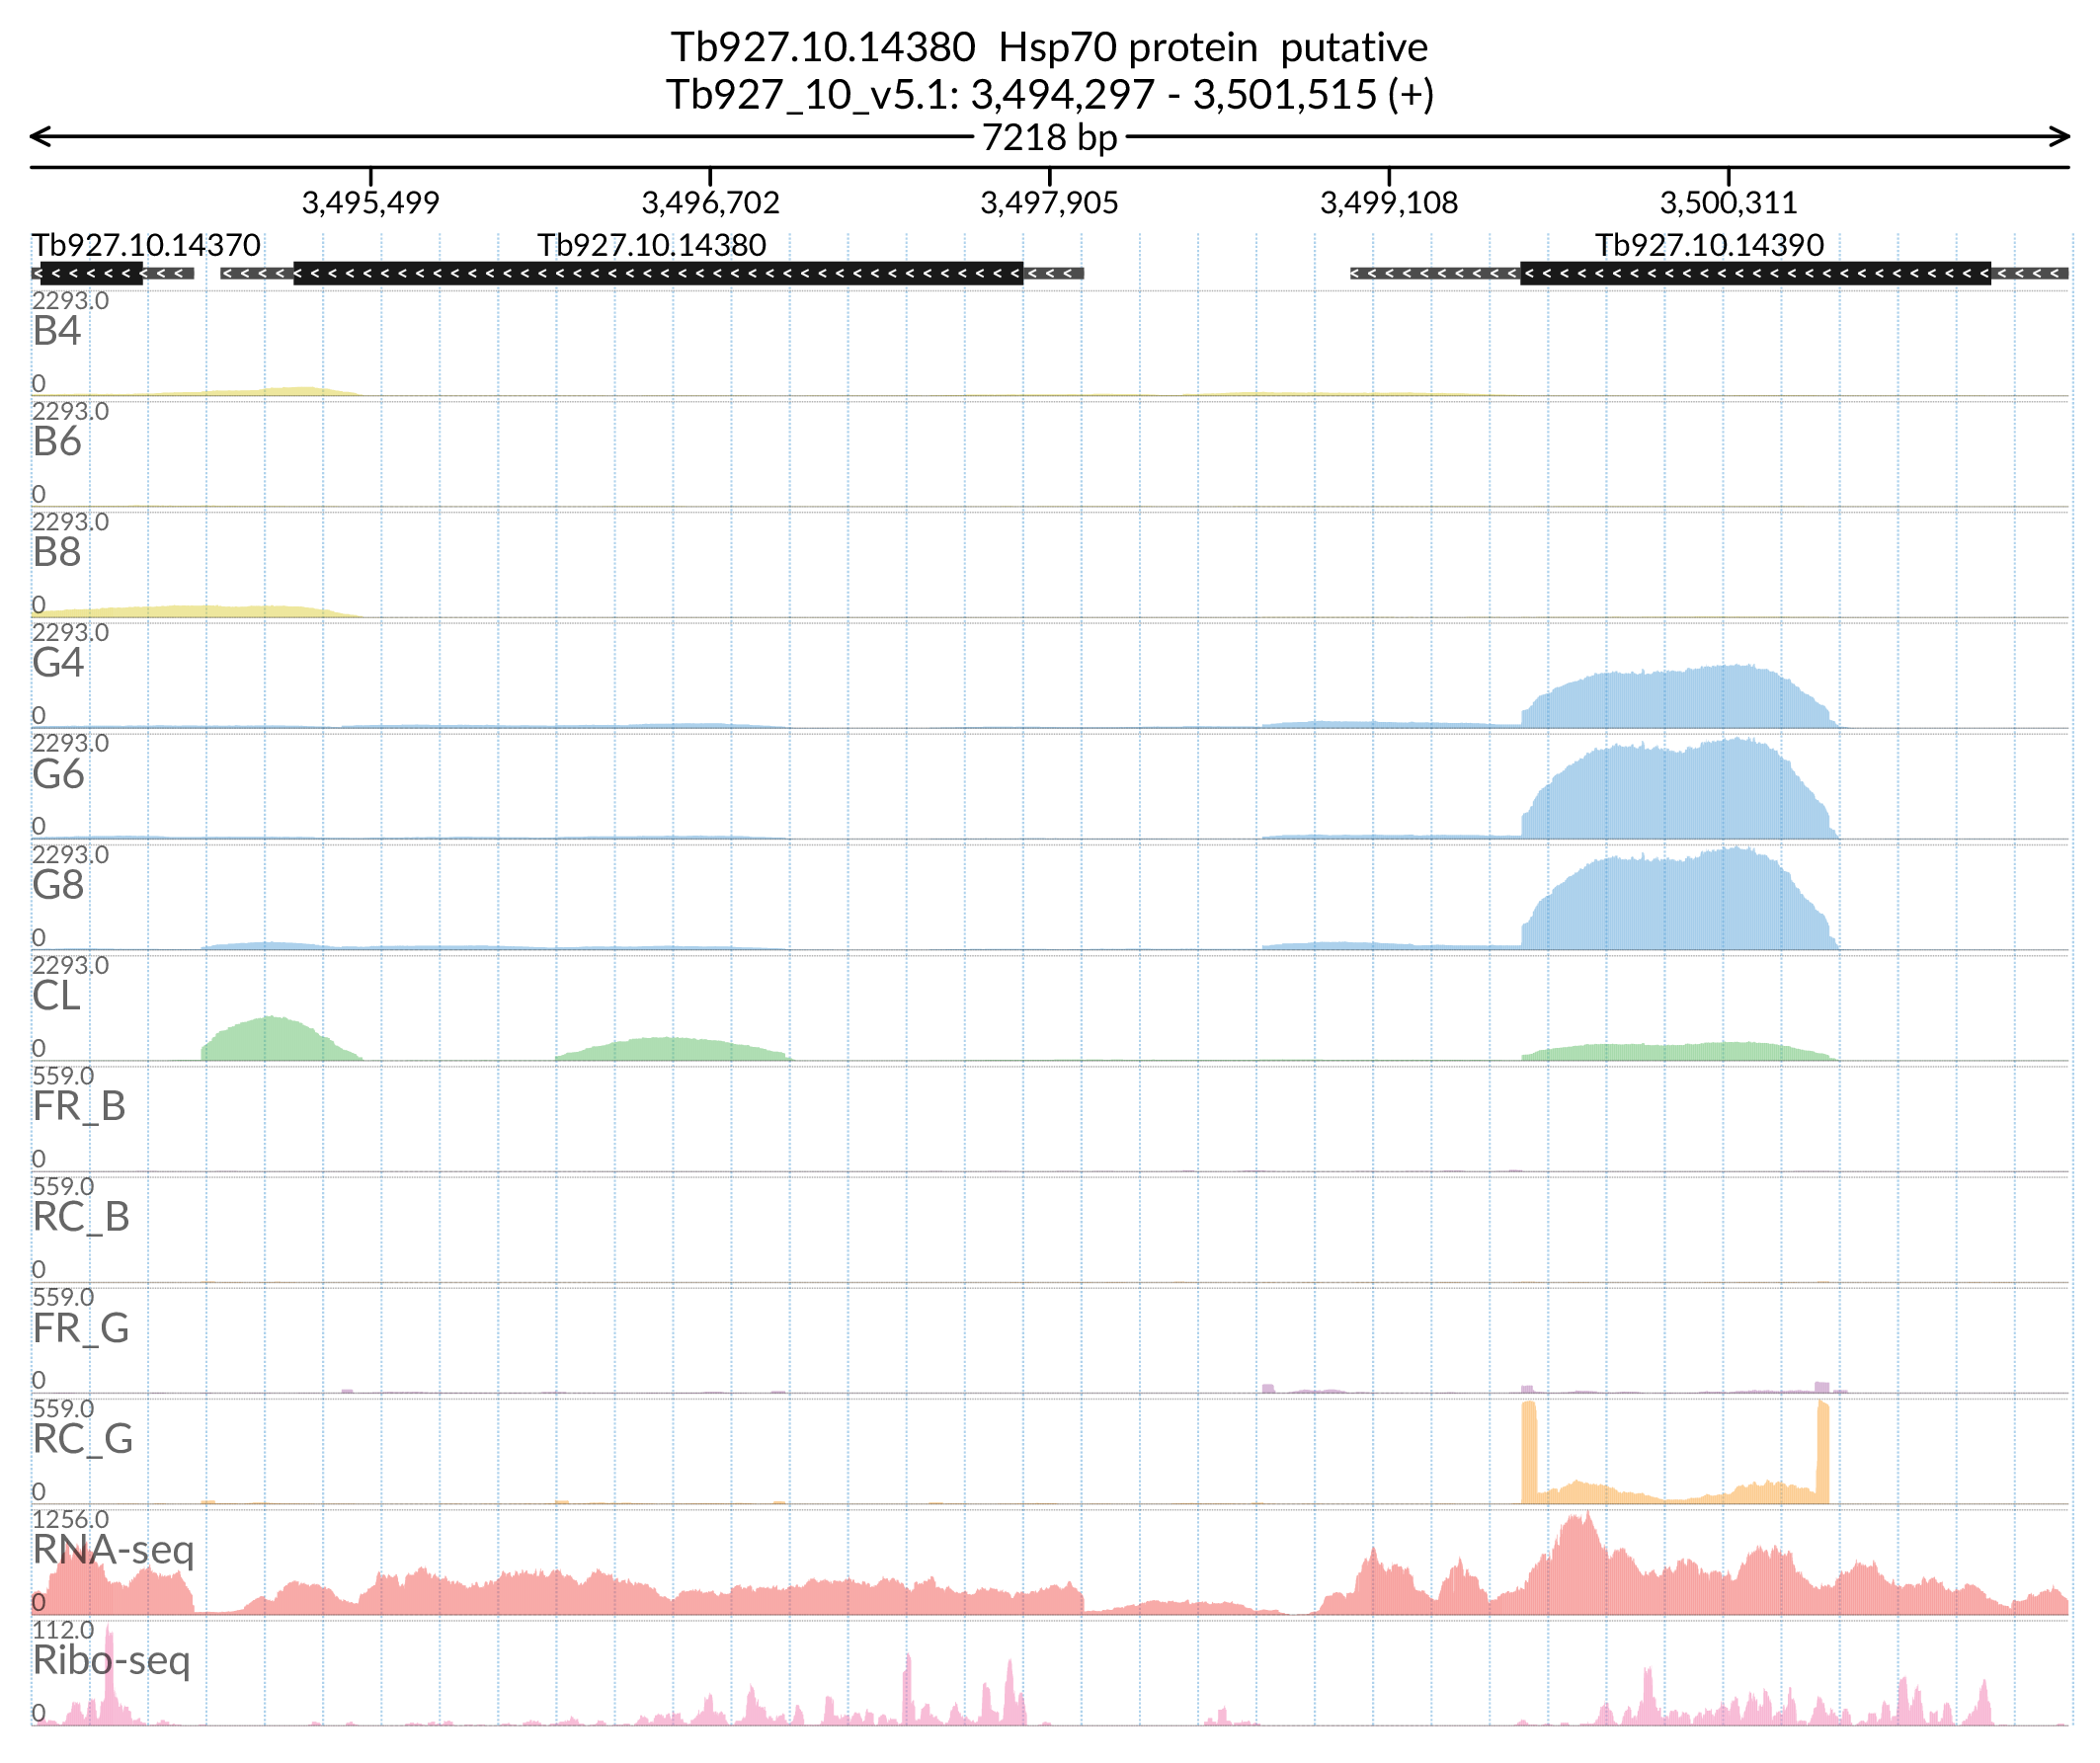 Tb927.10.14380 Hsp70 protein putative
Tb927_10_v5.1: 3,494,297 - 3,501,515 (+)
7218 bp
3,495,499 3,496,702 3,497,905 3,499,108 3,500,311
Tb927.10.14370 Tb927.10.14380 Tb927.10.14390
2293.0
B4
0
2293.0
B6
0
2293.0
B8
0
2293.0
G4
0
2293.0
G6
0
2293.0
G8
0
2293.0
CL
0
559.0
FR_B
0
559.0
RC_B
0
559.0
FR_G
0
559.0
RC_G
0
1256.0
RNA-seq
0
112.0
Ribo-seq
0